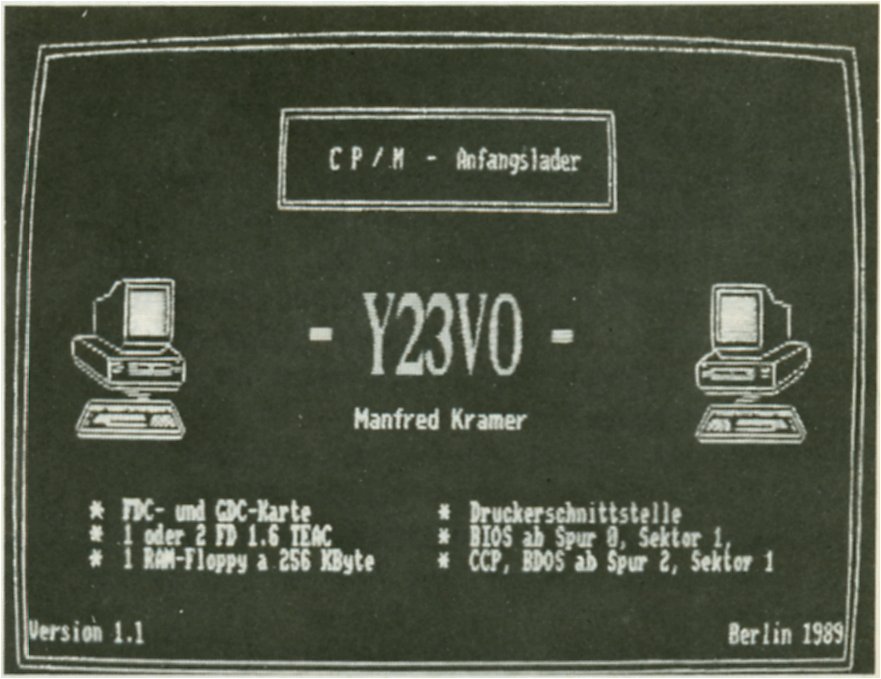 C P / M - Anfangslader
- Y23VO -
Manfred Kramer
* FDC- und GDC-Karte
* 1 oder 2 FD 1.6 TEAC
* 1 RAM-Floppy a 256 KByte
* Druckerschnittstelle
* BIOS ab Spur 0, Sektor 1,
* CCP, BDOS ab Spur 2, Sektor 1
Version 1.1
Berlin 1989